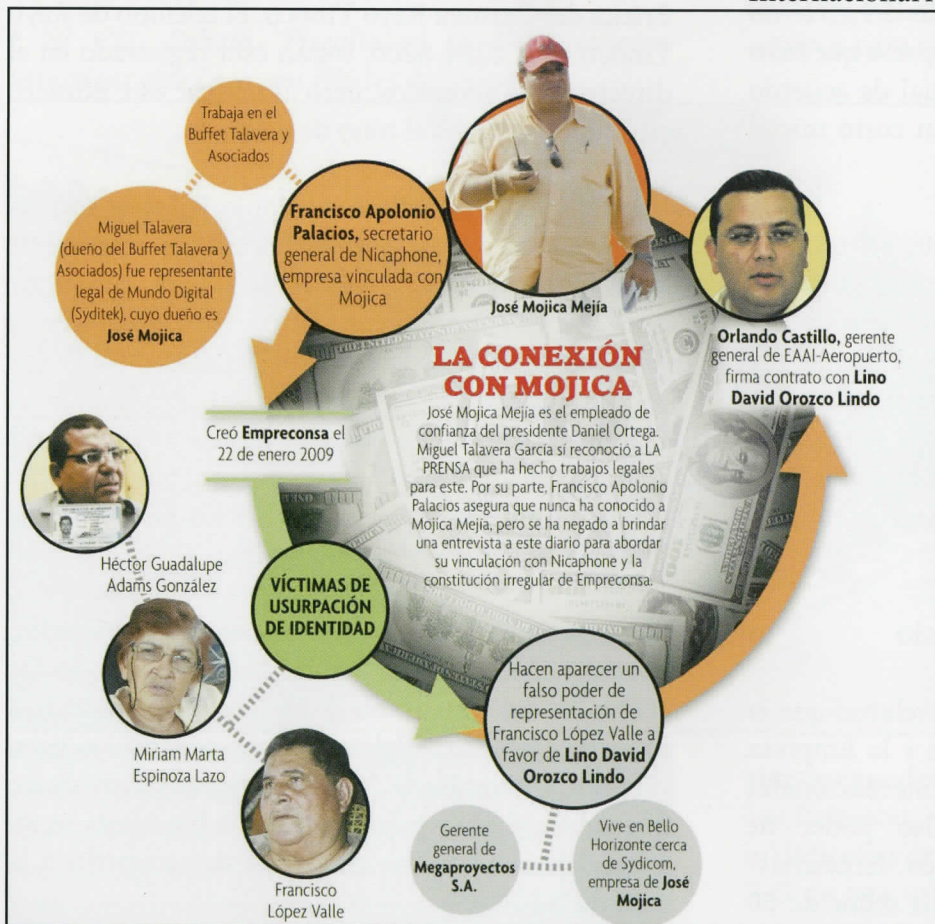 Internacional
Trabaja en el
Buffet Talavera y
Asociados
Miguel Talavera
(dueño del Buffet Talavera y
Asociados) fue representante
legal de Mundo Digital
(Syditek), cuyo dueño es
José Mojica
Francisco Apolonio
Palacios, secretario
general de Nicaphone,
empresa vinculada con
Mojica
José Mojica Mejía
Orlando Castillo, gerente
general de EAAI-Aeropuerto,
firma contrato con Lino
David Orozco Lindo
LA CONEXIÓN
CON MOJICA
José Mojica Mejía es el empleado de
confianza del presidente Daniel Ortega.
Miguel Talavera García sí reconoció a LA
PRENSA que ha hecho trabajos legales
para este. Por su parte, Francisco Apolonio
Palacios asegura que nunca ha conocido a
Mojica Mejía, pero se ha negado a brindar
una entrevista a este diario para abordar
su vinculación con Nicaphone y la
constitución irregular de Empreconsa.
Creó Empreconsa el
22 de enero 2009
VÍCTIMAS DE
USURPACIÓN
DE IDENTIDAD
Héctor Guadalupe
Adams González
Miriam Marta
Espinoza Lazo
Francisco
López Valle
Hacen aparecer un
falso poder de
representación de
Francisco López Valle a
favor de Lino David
Orozco Lindo
Gerente
general de
Megaproyectos
S.A.
Vive en Bello
Horizonte cerca
de Sydicom,
empresa de José
Mojica